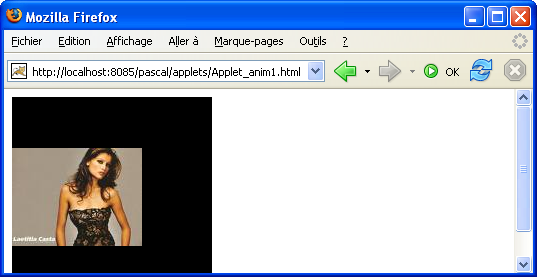 Mozilla Firefox
Fichier Edition Affichage Aller à Marque-pages Outils ?
http://localhost:8085/pascal/applets/Applet_anim1.html OK
Laetitia Casta